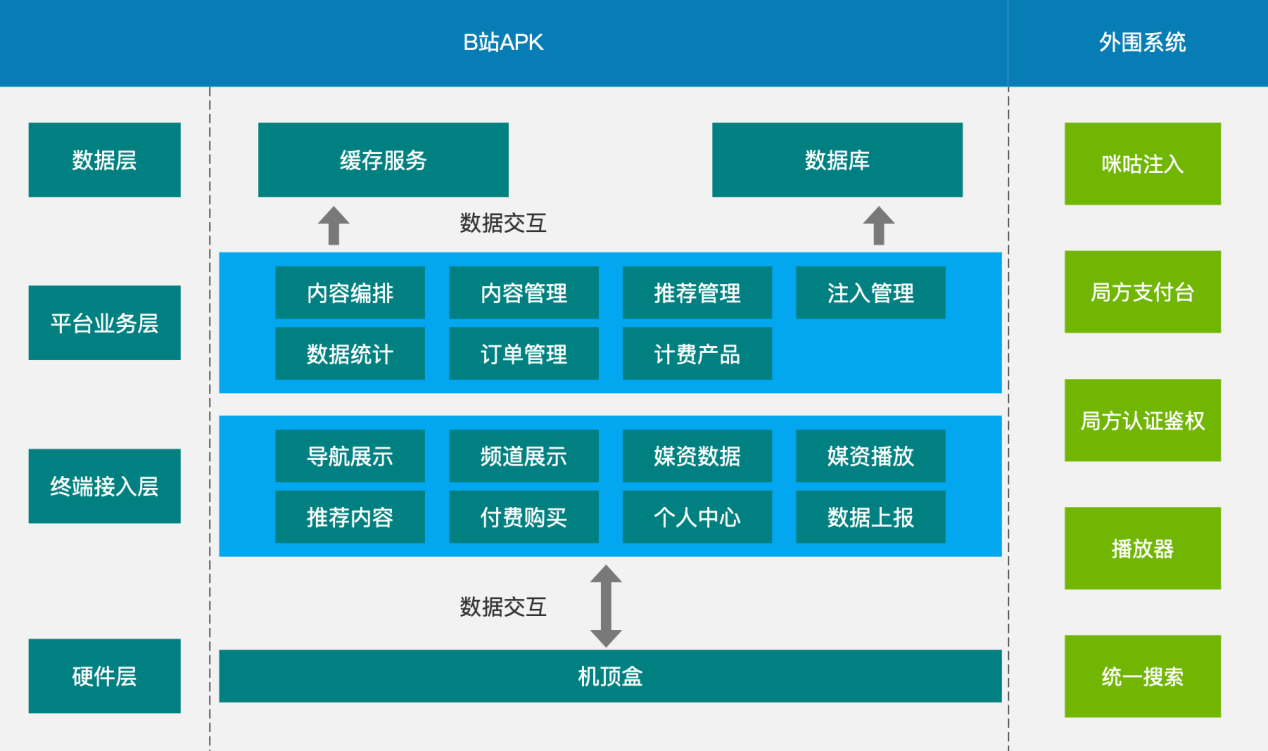 B站APK
外围系统
数据层
缓存服务
数据库
数据交互
平台业务层
内容编排
内容管理
推荐管理
注入管理
数据统计
订单管理
计费产品
终端接入层
导航展示
频道展示
媒资数据
媒资播放
推荐内容
付费购买
个人中心
数据上报
数据交互
硬件层
机顶盒
咪咕注入
局方支付台
局方认证鉴权
播放器
统一搜索